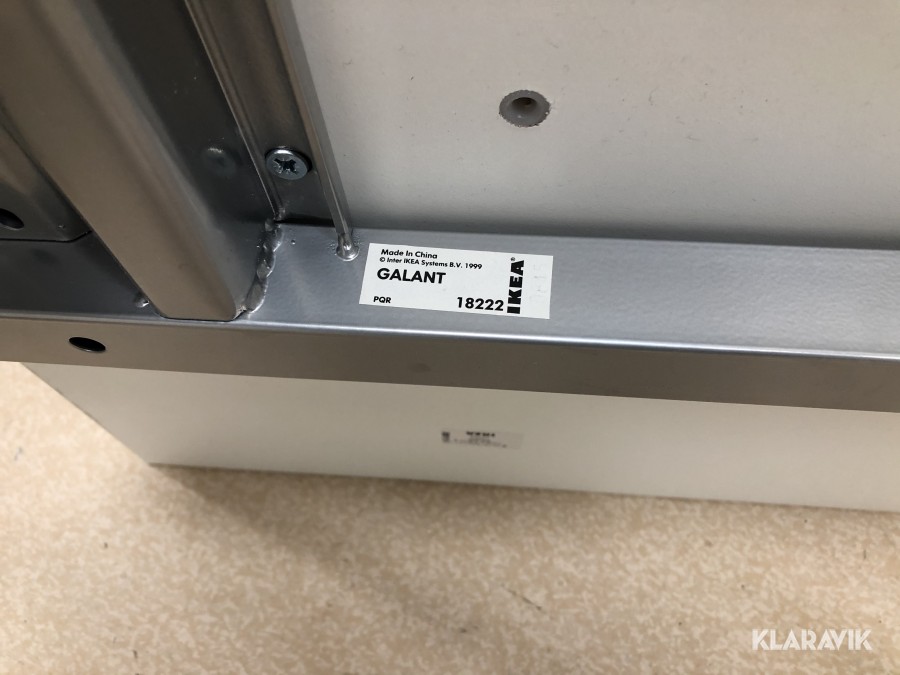 Made In China
© Inter IKEA Systems B.V. 1999
GALANT
PQR 18222
IKEA®
KLARAVIK